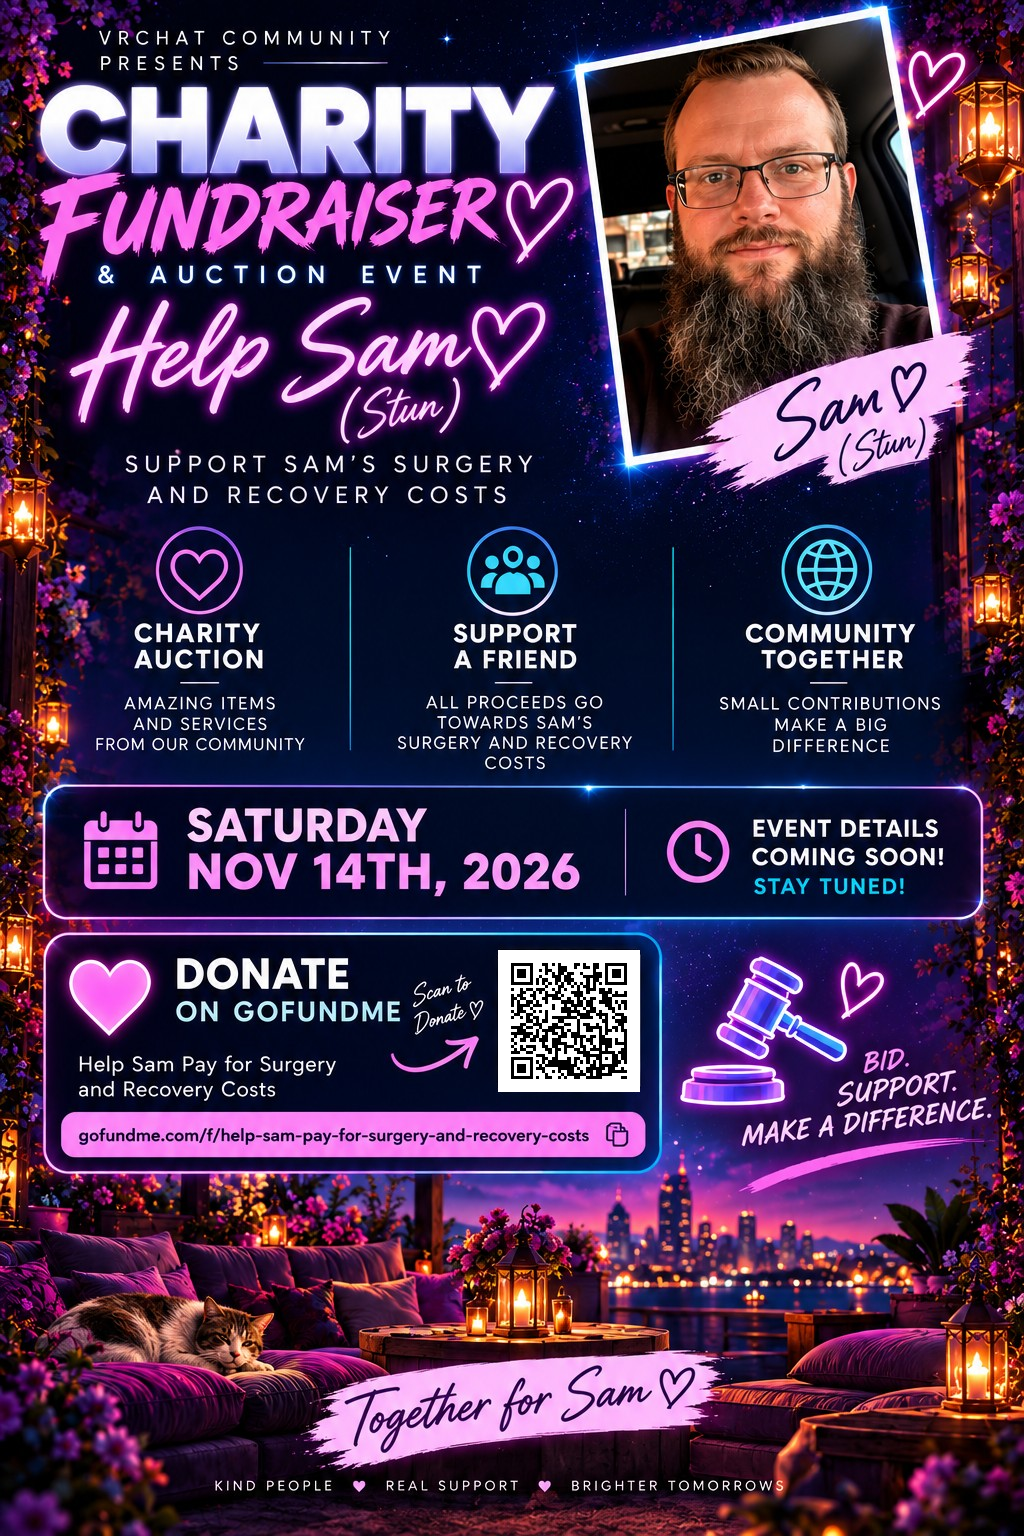 VRCHAT COMMUNITY
PRESENTS
CHARITY
FUNDRAISER
& AUCTION EVENT
Help Sam
(Stun)
Sam
(Stun)
SUPPORT SAM'S SURGERY
AND RECOVERY COSTS
CHARITY
AUCTION
AMAZING ITEMS
AND SERVICES
FROM OUR COMMUNITY
SUPPORT
A FRIEND
ALL PROCEEDS GO
TOWARDS SAM'S
SURGERY AND RECOVERY
COSTS
COMMUNITY
TOGETHER
SMALL CONTRIBUTIONS
MAKE A BIG
DIFFERENCE
SATURDAY
NOV 14TH, 2026
EVENT DETAILS
COMING SOON!
STAY TUNED!
DONATE
ON GOFUNDME
Scan to
Donate
Help Sam Pay for Surgery
and Recovery Costs
gofundme.com/f/help-sam-pay-for-surgery-and-recovery-costs
BID.
SUPPORT.
MAKE A DIFFERENCE.
Together for Sam
KIND PEOPLE REAL SUPPORT BRIGHTER TOMORROWS